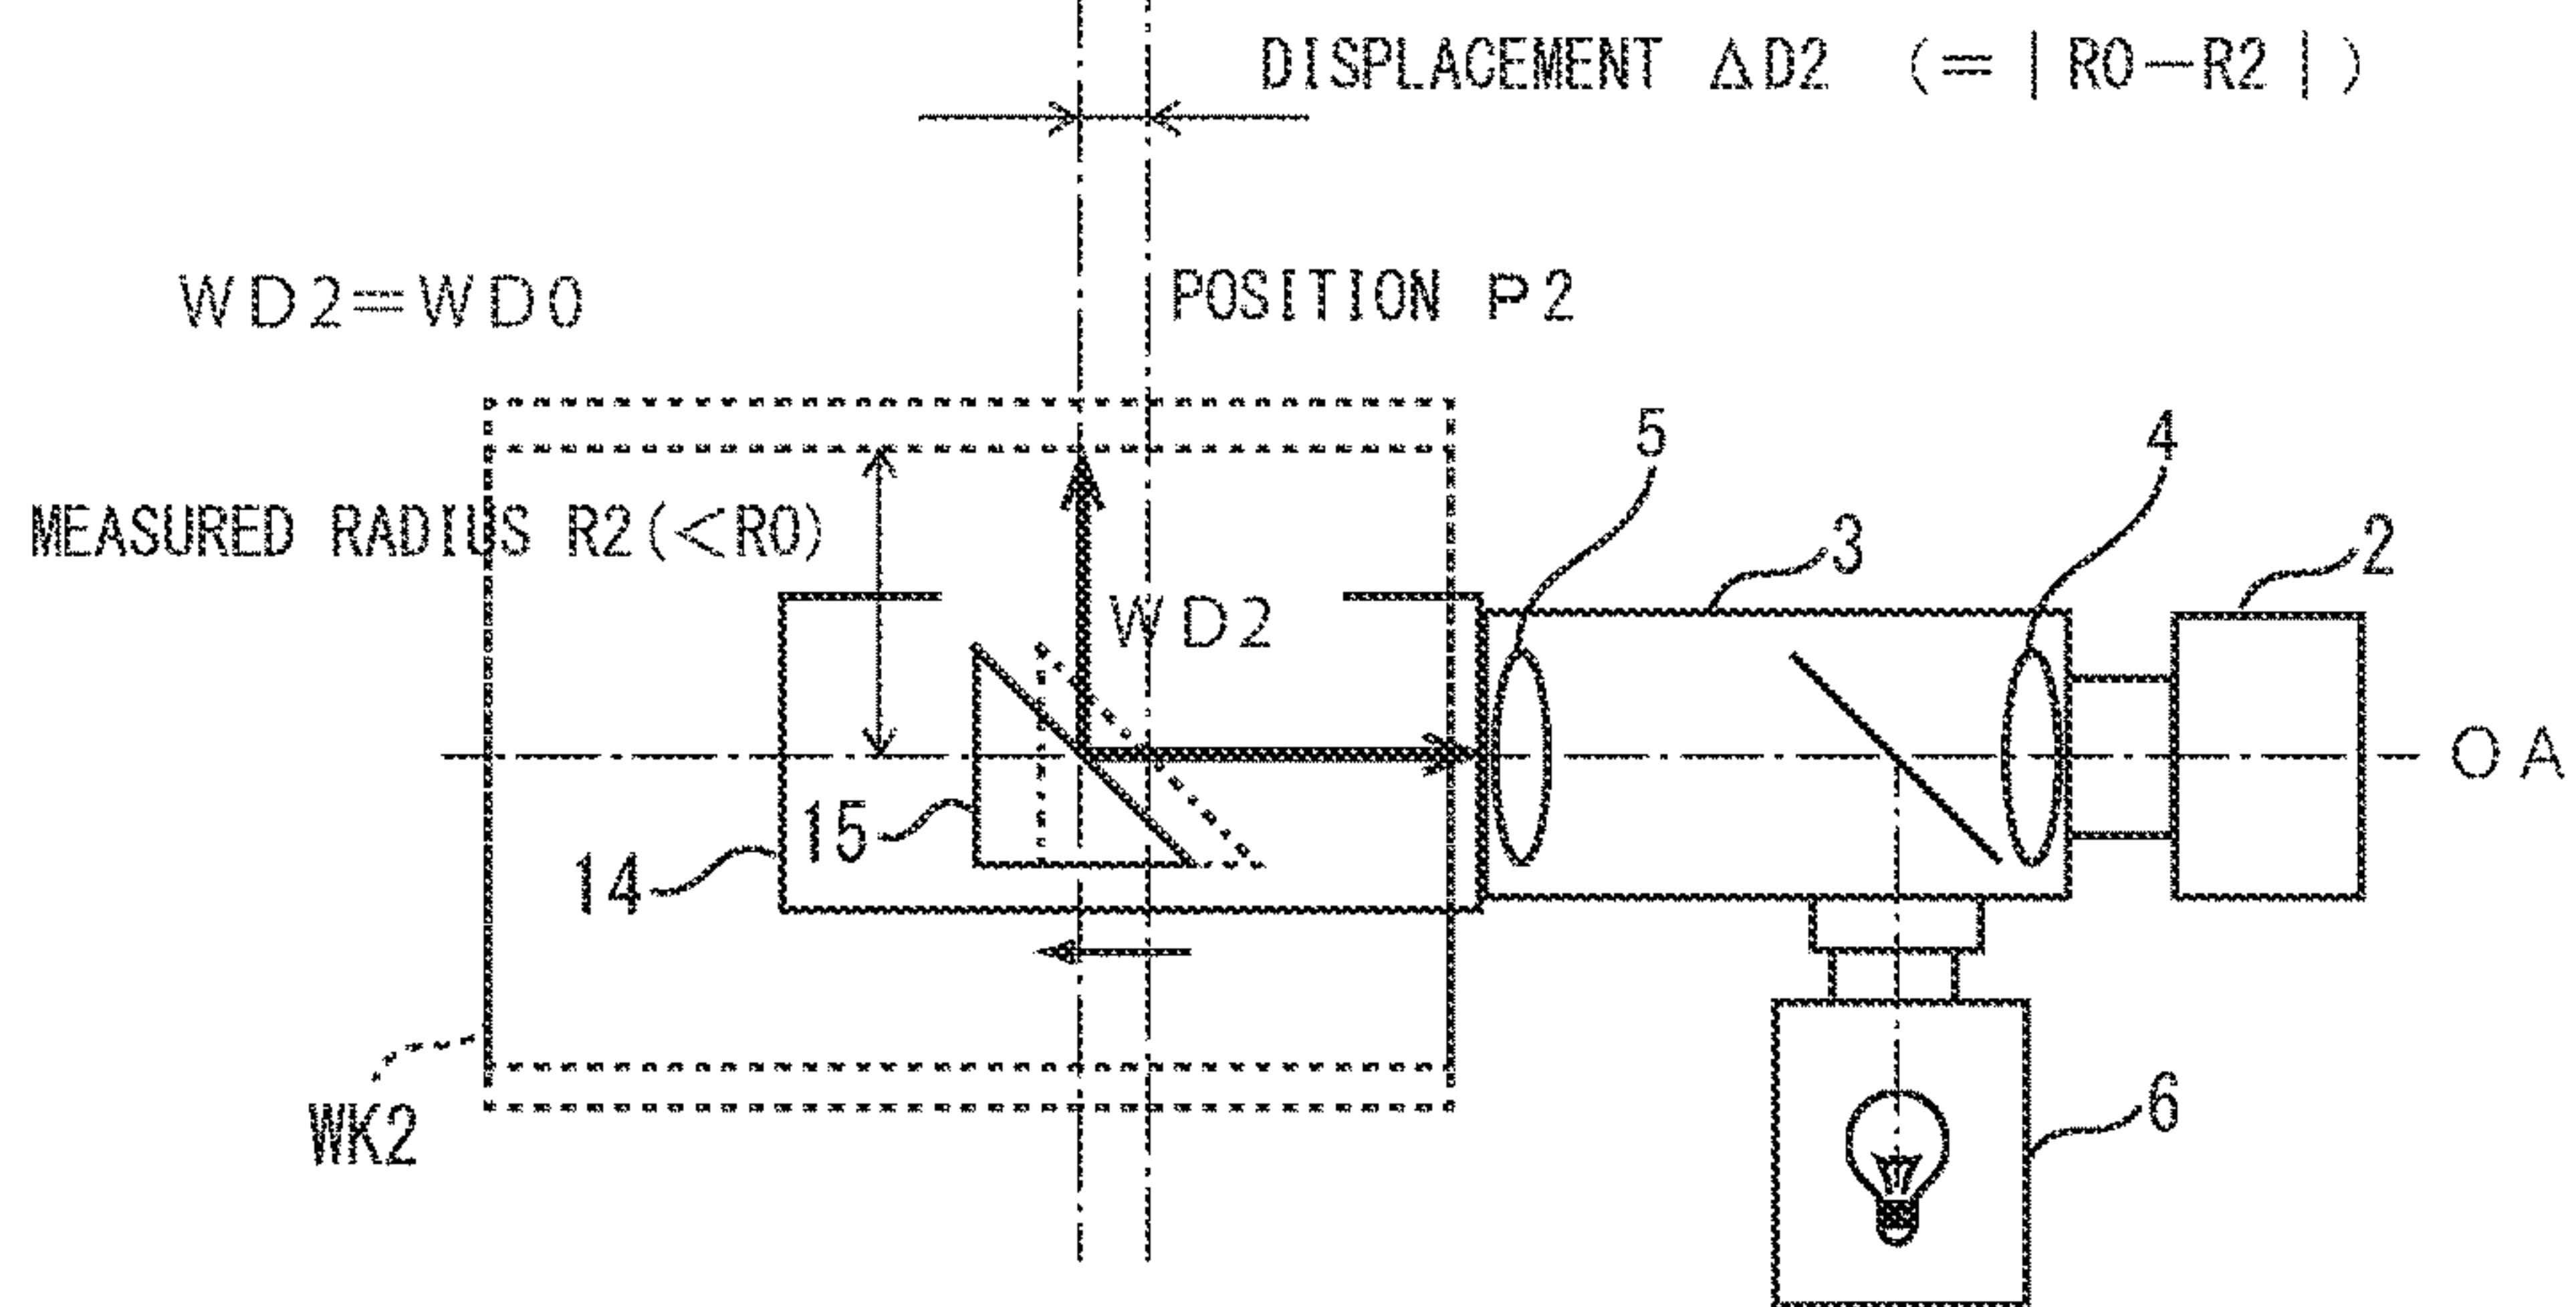 DISPLACEMENT ΔD2 (=|R0−R2|)
WD2=WD0
POSITION P2
5
4
MEASURED RADIUS R2(<R0)
3
2
WD2
OA
15
14
WK2
6